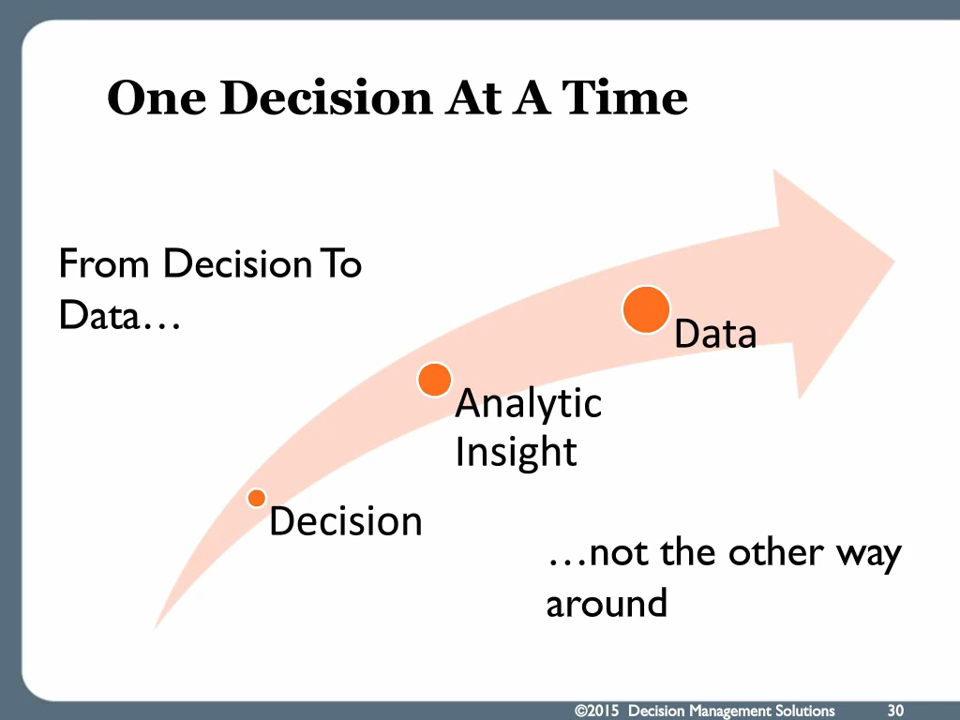 One Decision At A Time
From Decision To
Data…
Data
Analytic
Insight
Decision
…not the other way
around
©2015 Decision Management Solutions 30